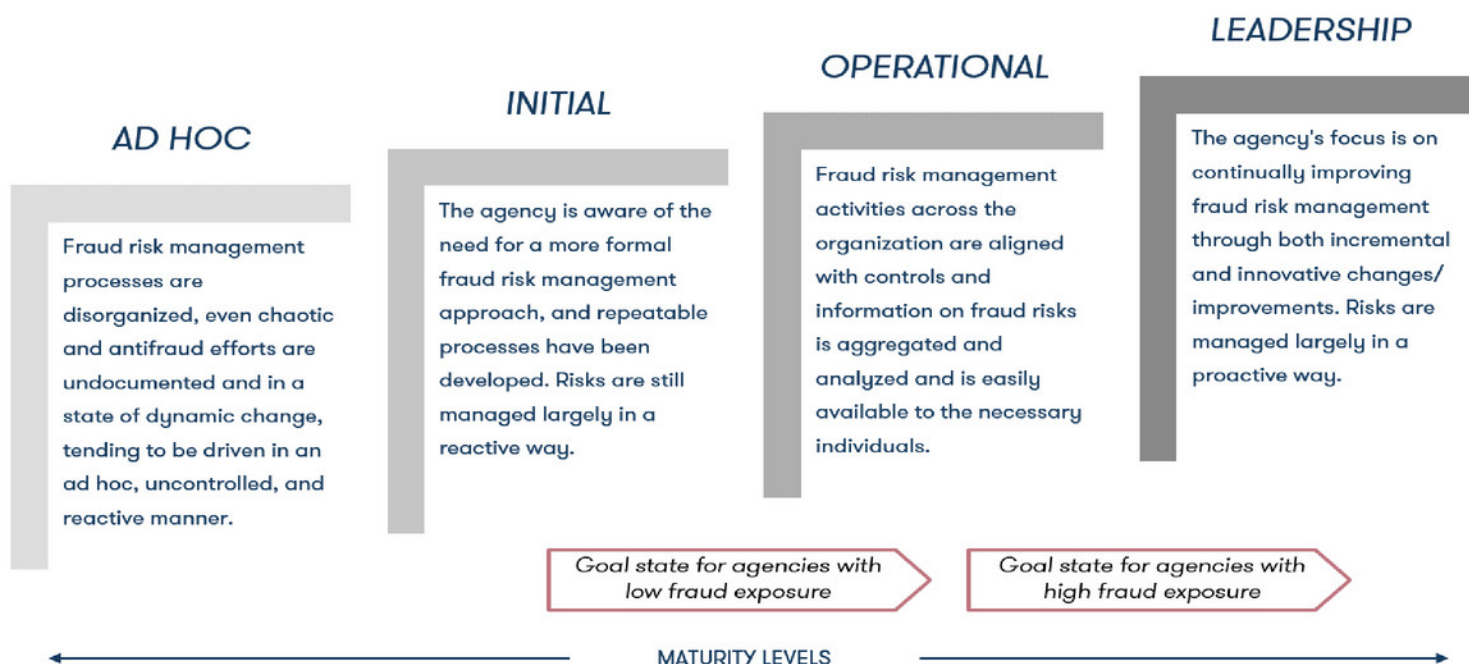 AD HOC
Fraud risk management
processes are
disorganized, even chaotic
and antifraud efforts are
undocumented and in a
state of dynamic change,
tending to be driven in an
ad hoc, uncontrolled, and
reactive manner.
INITIAL
The agency is aware of the
need for a more formal
fraud risk management
approach, and repeatable
processes have been
developed. Risks are still
managed largely in a
reactive way.
OPERATIONAL
Fraud risk management
activities across the
organization are aligned
with controls and
information on fraud risks
is aggregated and
analyzed and is easily
available to the necessary
individuals.
LEADERSHIP
The agency's focus is on
continually improving
fraud risk management
through both incremental
and innovative changes/
improvements. Risks are
managed largely in a
proactive way.
Goal state for agencies with
low fraud exposure
Goal state for agencies with
high fraud exposure
MATURITY LEVELS